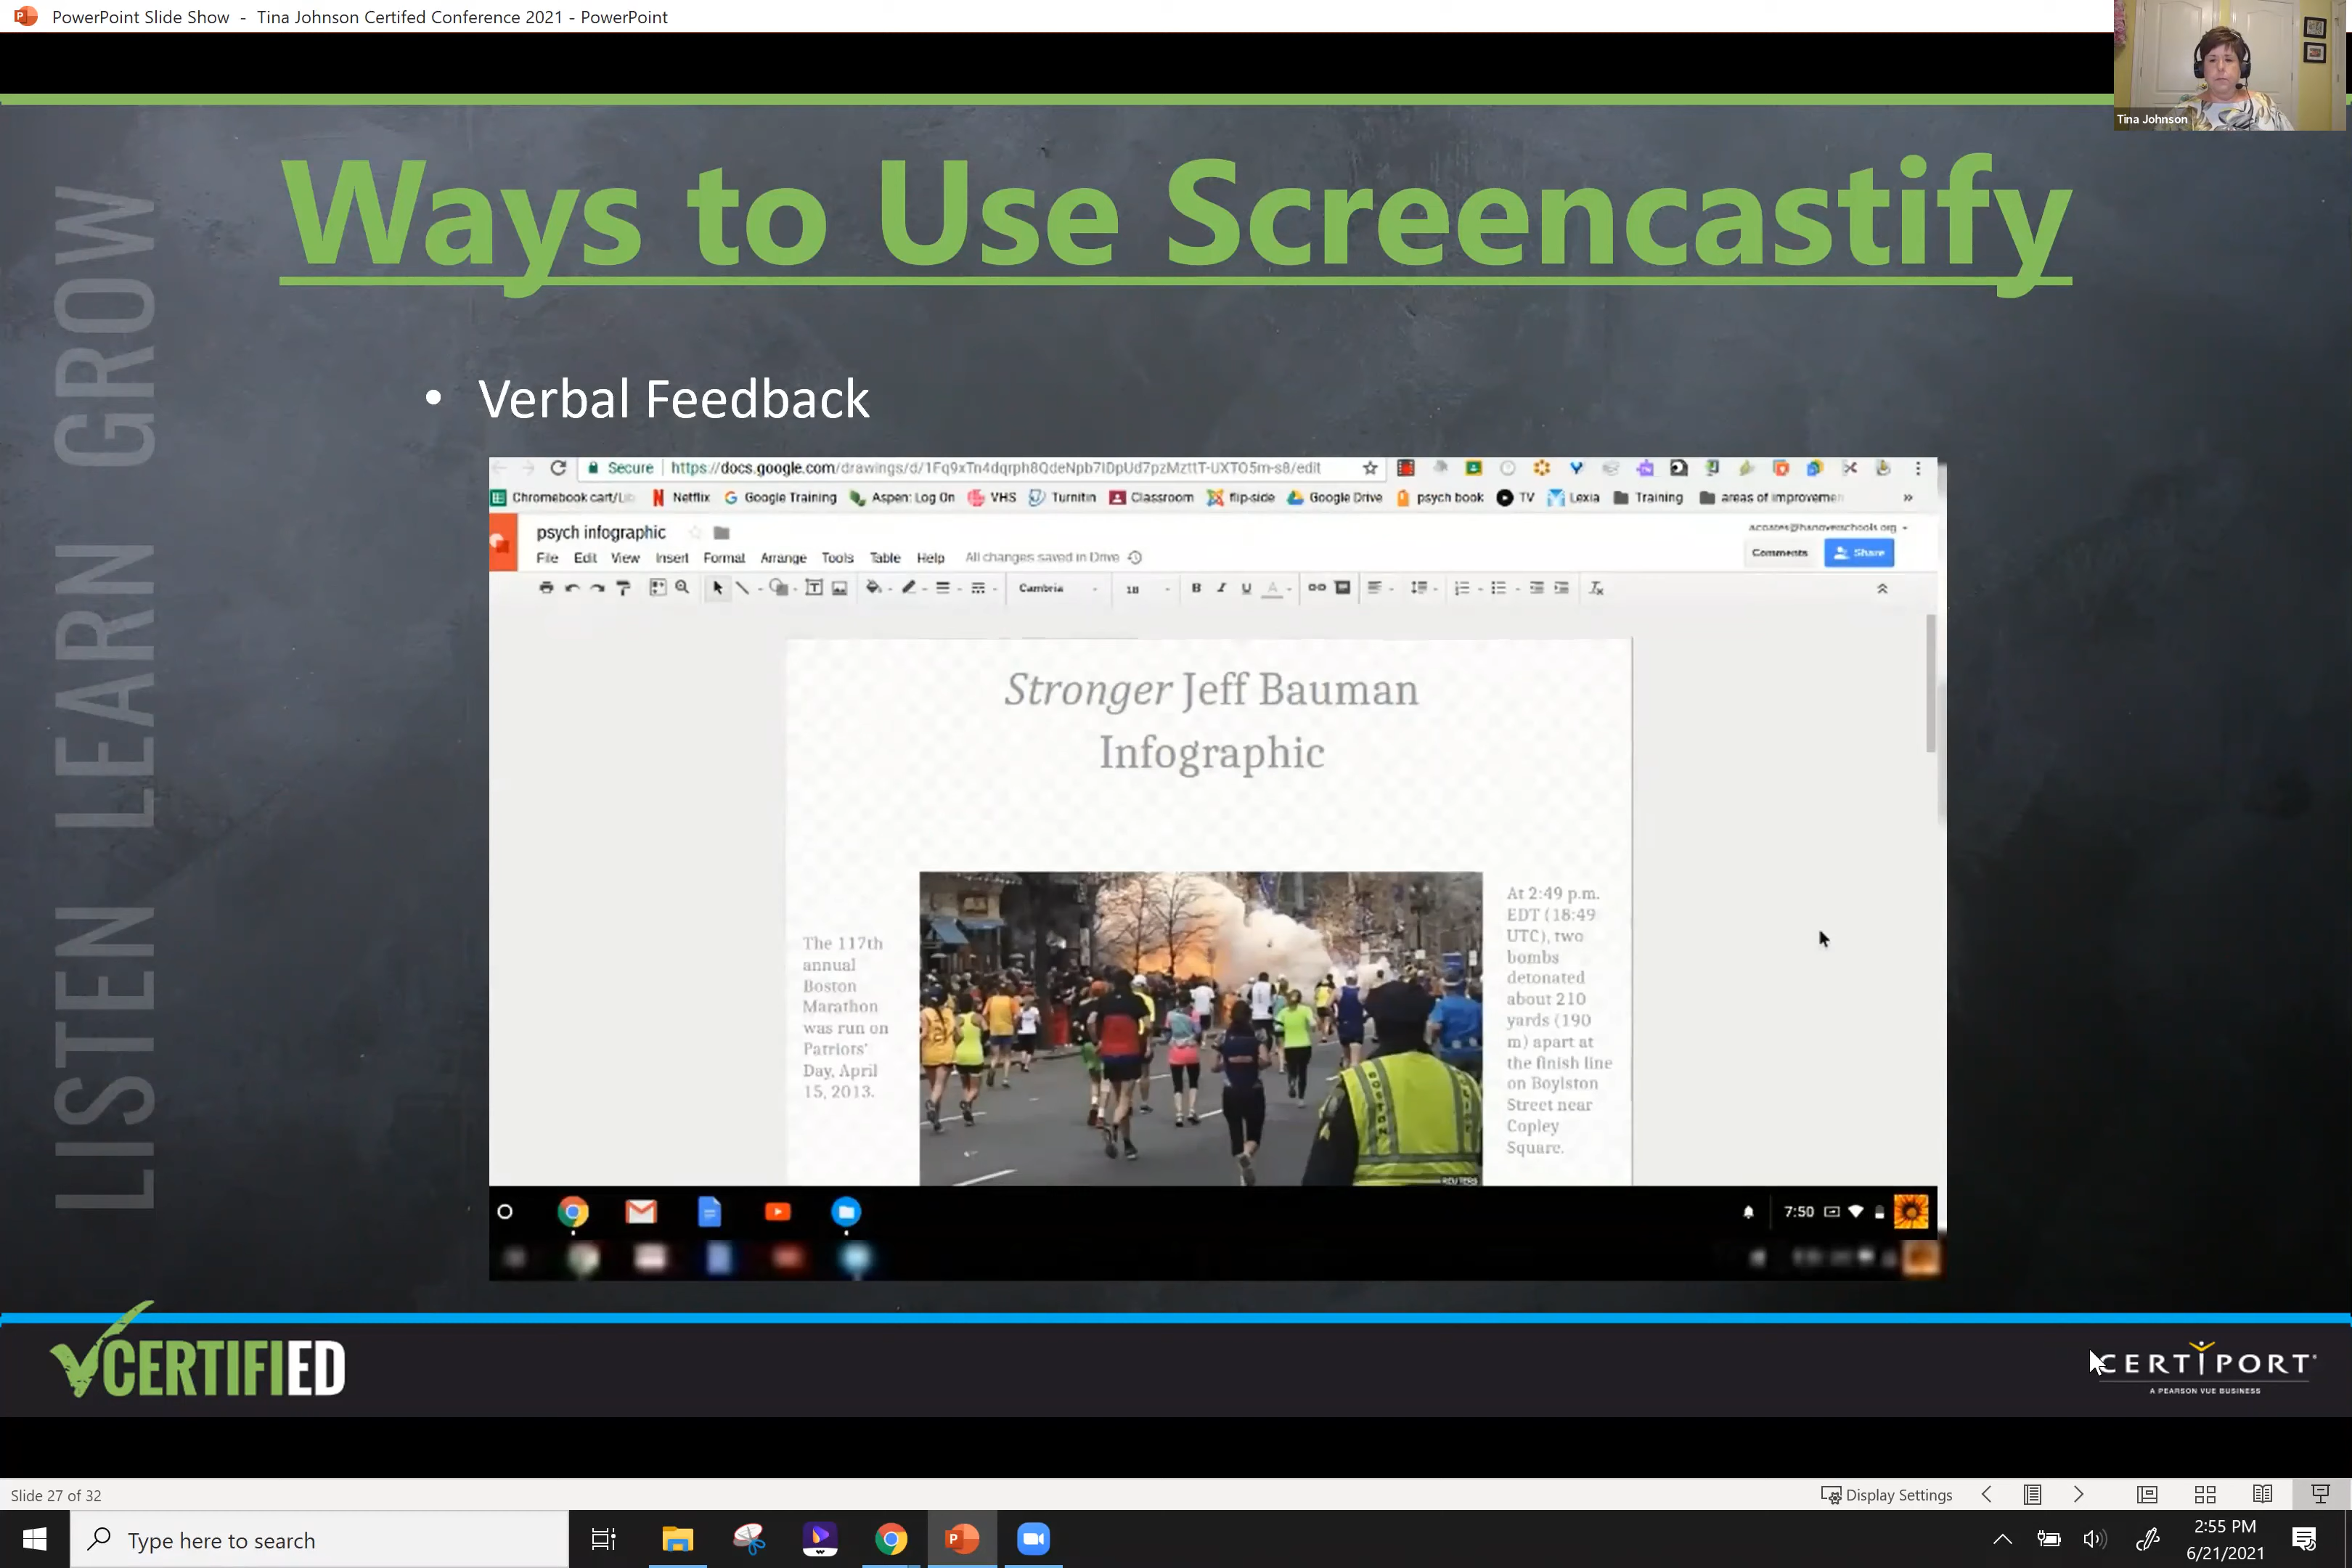 PowerPoint Slide Show - Tina Johnson Certifed Conference 2021 - PowerPoint
Tina Johnson
LISTEN LEARN GROW
Ways to Use Screencastify
• Verbal Feedback
Secure | https://docs.google.com/drawings/d/
Chromebook cart/ Netflix Google Training Aspen: Log On VHS Turnitin Classroom flip-side Google Drive psych book TV Lexia Training areas of improvemen »
psych infographic
File Edit View Insert Format Arrange Tools Table Help All changes saved in Drive
Comments Share
Cambria 18 B I U A
Stronger Jeff Bauman
Infographic
The 117th
annual
Boston
Marathon
was run on
Patriots'
Day, April
15, 2013.
BOSTON
REUTERS
At 2:49 p.m.
EDT (18:49
UTC), two
bombs
detonated
about 210
yards (190
m) apart at
the finish line
on Boylston
Street near
Copley
Square.
7:50
CERTIFIED
CERTIPORT
A PEARSON VUE BUSINESS
Slide 27 of 32
Display Settings
Type here to search
2:55 PM
6/21/2021